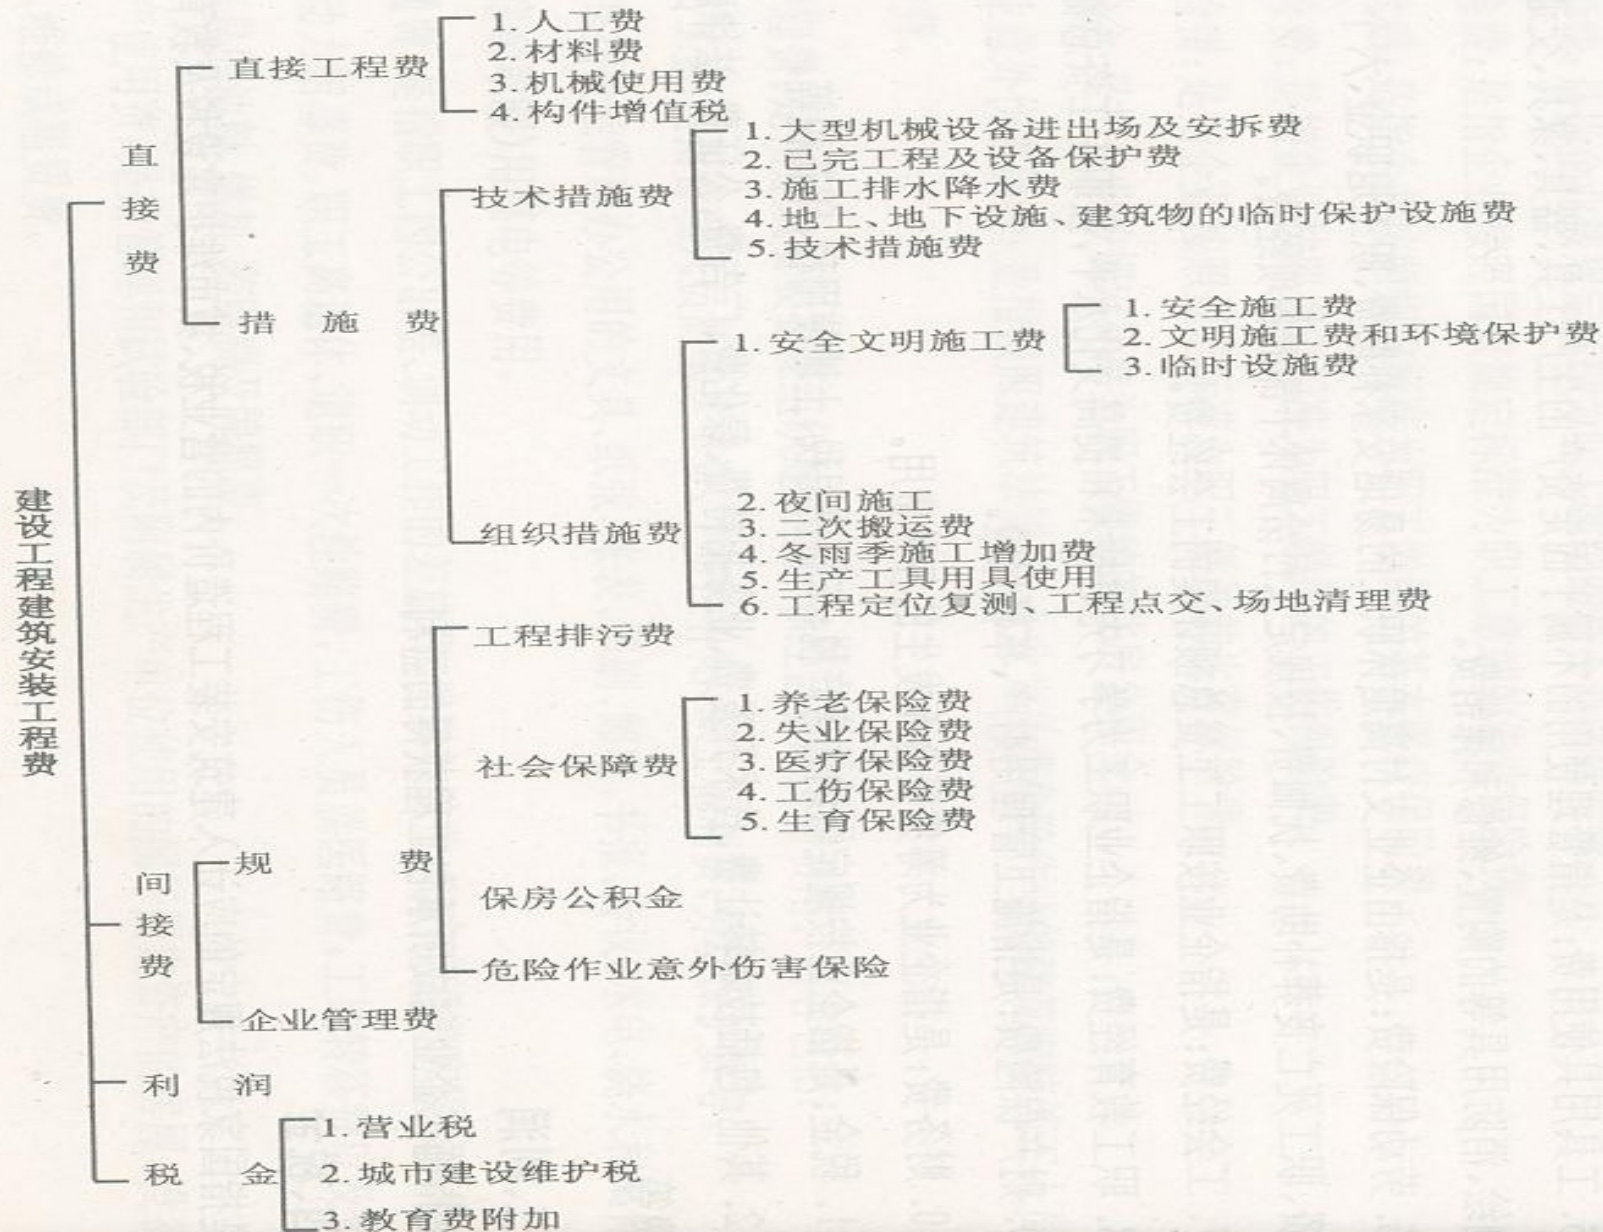 建设工程建筑安装工程费
直接费
直接工程费
1.人工费
2.材料费
3.机械使用费
4.构件增值税
措施费
技术措施费
1.大型机械设备进出场及安拆费
2.已完工程及设备保护费
3.施工排水降水费
4.地上、地下设施、建筑物的临时保护设施费
5.技术措施费
组织措施费
1.安全文明施工费
1.安全施工费
2.文明施工费和环境保护费
3.临时设施费
2.夜间施工
3.二次搬运费
4.冬雨季施工增加费
5.生产工具用具使用
6.工程定位复测、工程点交、场地清理费
间接费
规费
工程排污费
社会保障费
1.养老保险费
2.失业保险费
3.医疗保险费
4.工伤保险费
5.生育保险费
保房公积金
危险作业意外伤害保险
企业管理费
利润
税金
1.营业税
2.城市建设维护税
3.教育费附加